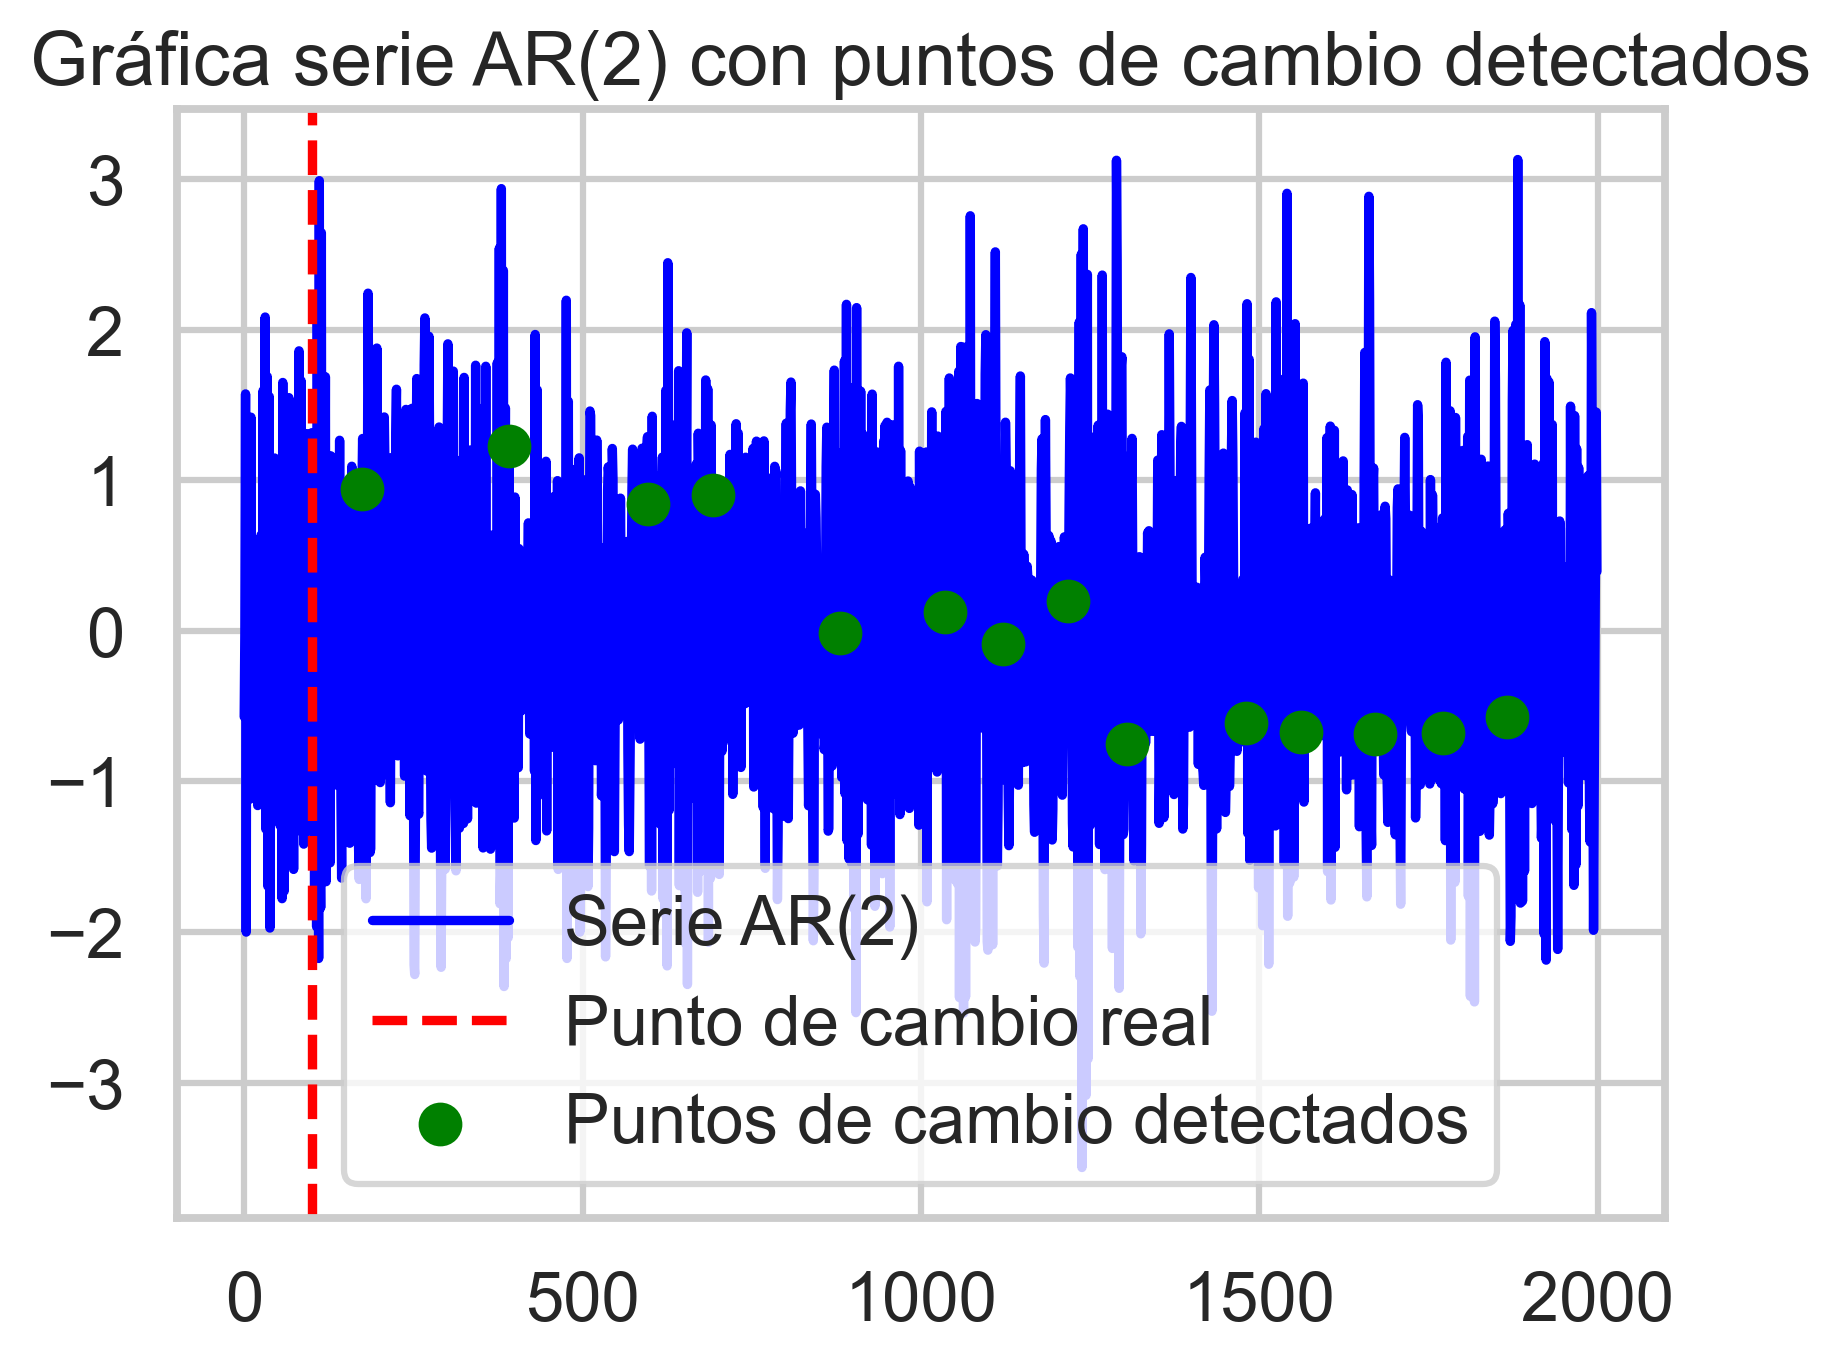 Gráfica serie AR(2) con puntos de cambio detectados
3
2
1
0
−1
−2
−3
Serie AR(2)
Punto de cambio real
Puntos de cambio detectados
0 500 1000 1500 2000